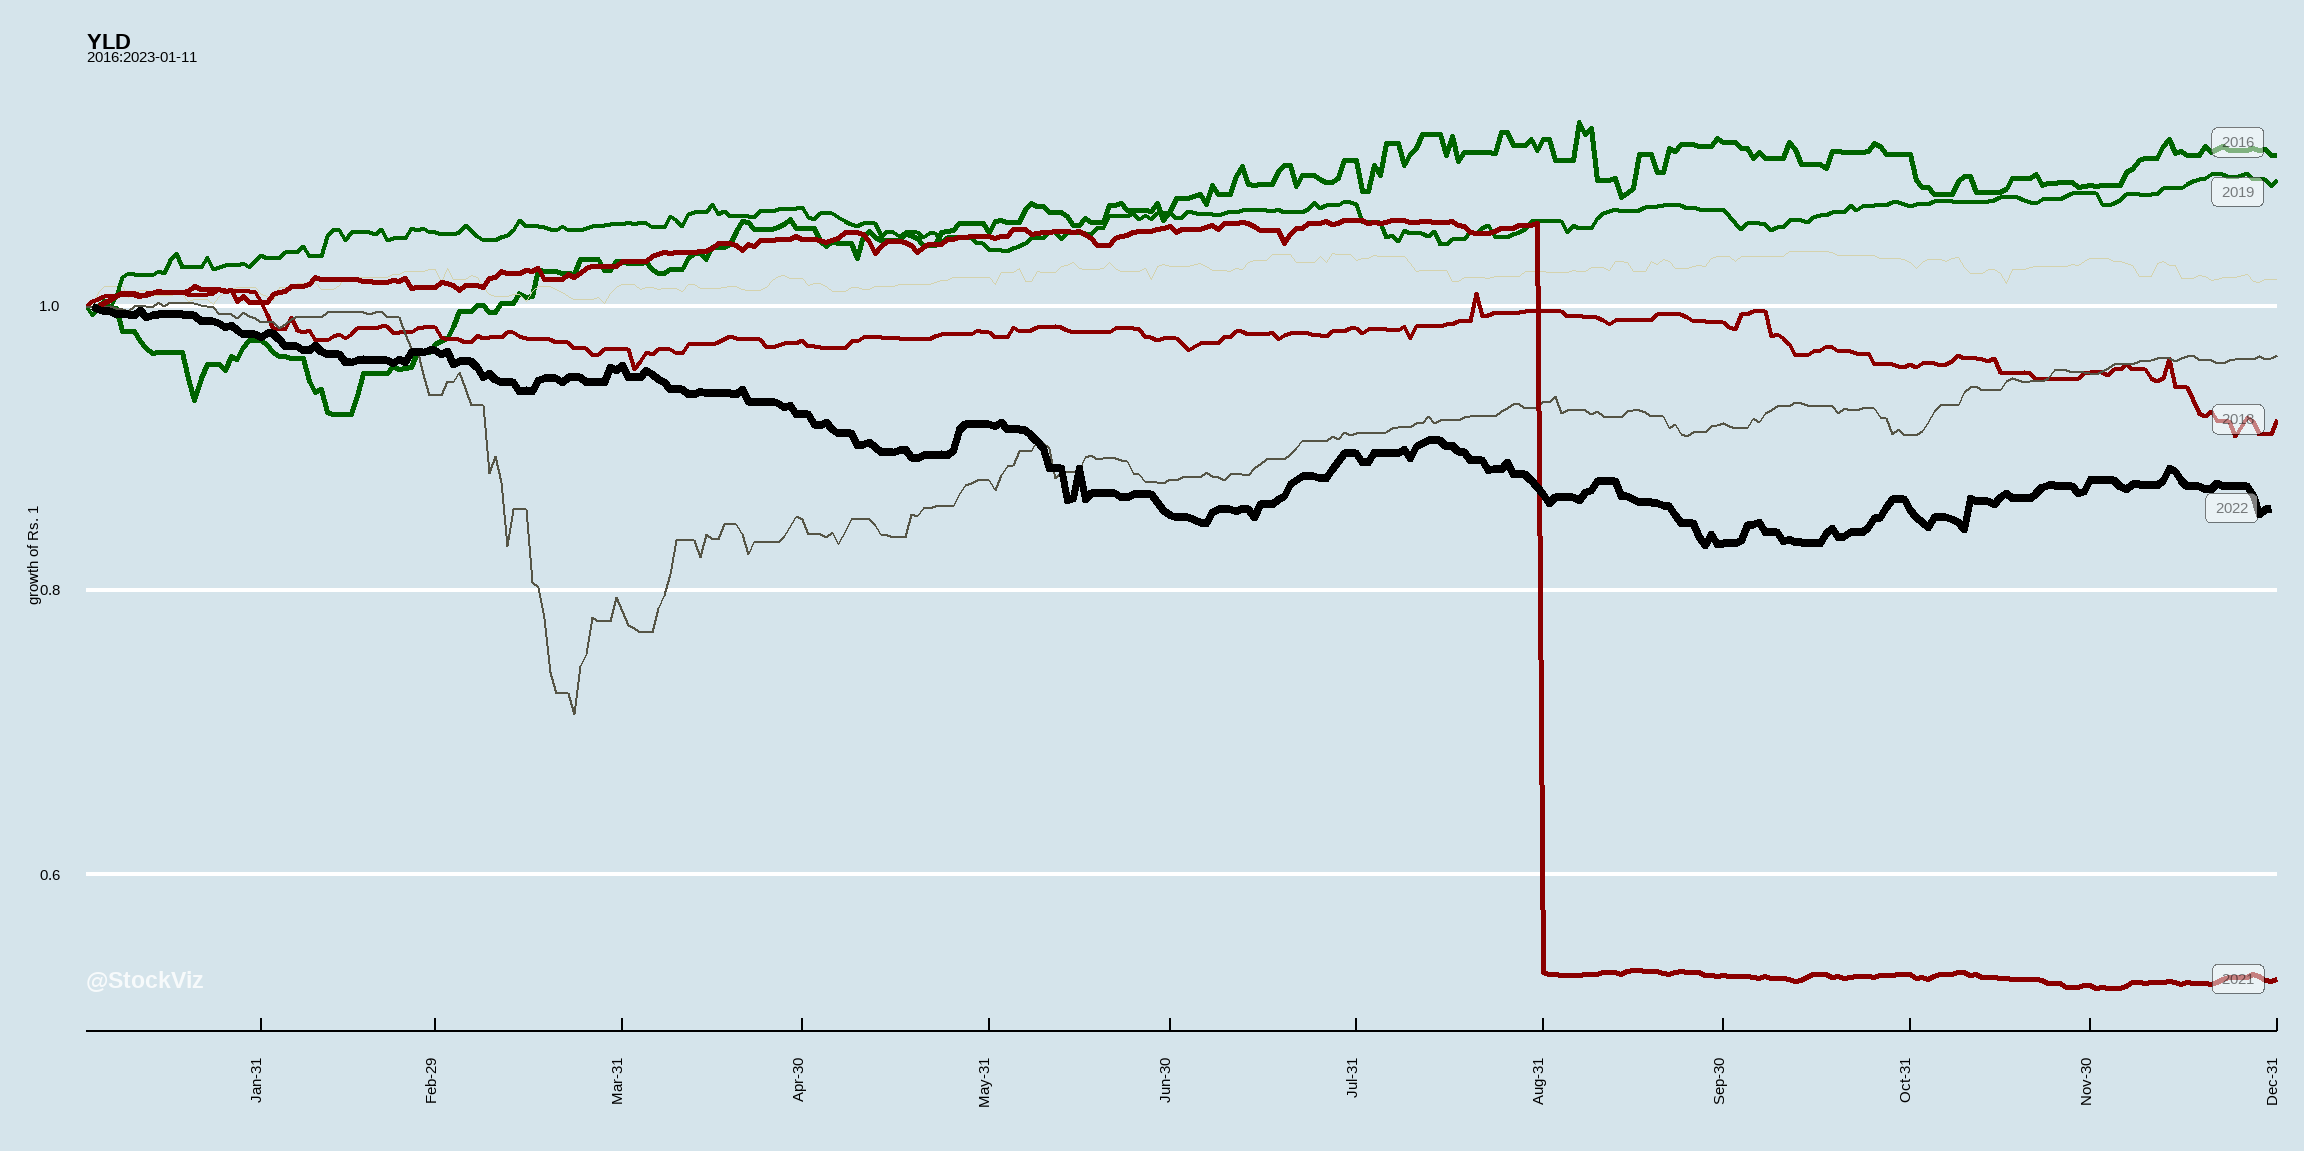 YLD
2016:2023-01-11
2016
2019
1.0
2018
2022
growth of Rs. 1
0.8
0.6
@StockViz
2021
Jan-31
Feb-29
Mar-31
Apr-30
May-31
Jun-30
Jul-31
Aug-31
Sep-30
Oct-31
Nov-30
Dec-31